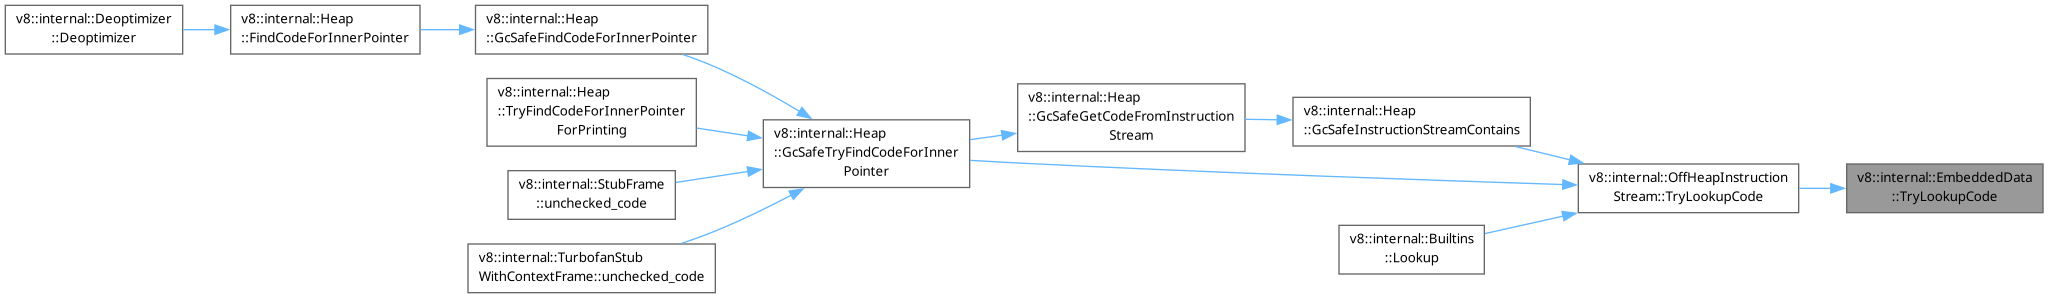 v8::internal::Deoptimizer
::Deoptimizer
v8::internal::Heap
::FindCodeForInnerPointer
v8::internal::Heap
::GcSafeFindCodeForInnerPointer
v8::internal::Heap
::TryFindCodeForInnerPointer
ForPrinting
v8::internal::StubFrame
::unchecked_code
v8::internal::TurbofanStub
WithContextFrame::unchecked_code
v8::internal::Heap
::GcSafeTryFindCodeForInner
Pointer
v8::internal::Heap
::GcSafeGetCodeFromInstruction
Stream
v8::internal::Heap
::GcSafeInstructionStreamContains
v8::internal::Builtins
::Lookup
v8::internal::OffHeapInstruction
Stream::TryLookupCode
v8::internal::EmbeddedData
::TryLookupCode